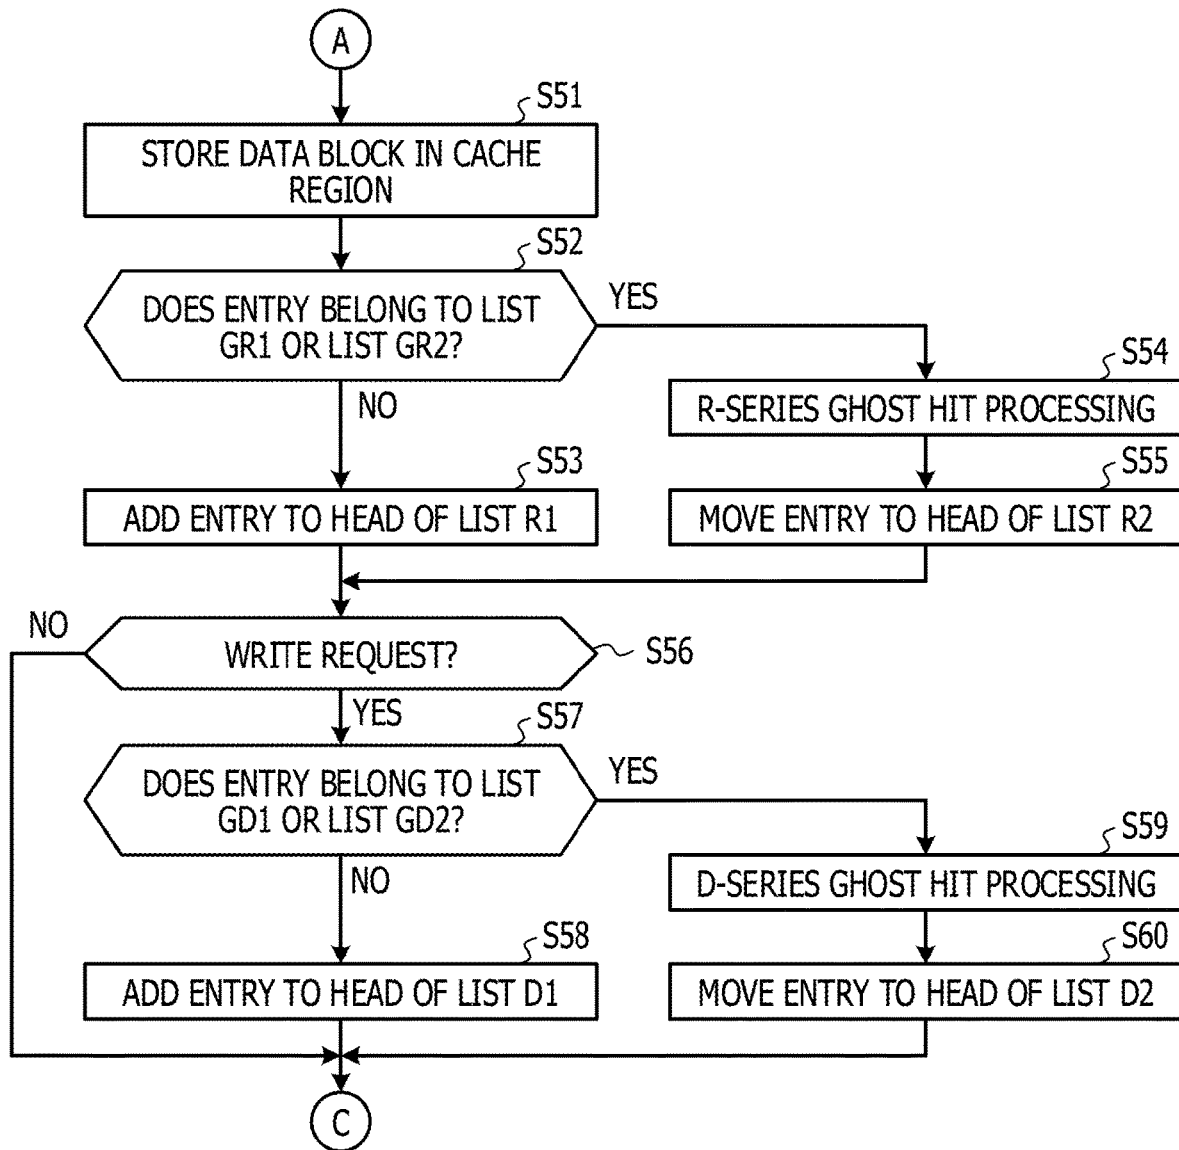 A
S51
STORE DATA BLOCK IN CACHE
REGION
S52
DOES ENTRY BELONG TO LIST
GR1 OR LIST GR2?
YES
NO
S54
R-SERIES GHOST HIT PROCESSING
S53
ADD ENTRY TO HEAD OF LIST R1
S55
MOVE ENTRY TO HEAD OF LIST R2
NO
WRITE REQUEST?
S56
YES
S57
DOES ENTRY BELONG TO LIST
GD1 OR LIST GD2?
YES
NO
S59
D-SERIES GHOST HIT PROCESSING
S58
ADD ENTRY TO HEAD OF LIST D1
S60
MOVE ENTRY TO HEAD OF LIST D2
C